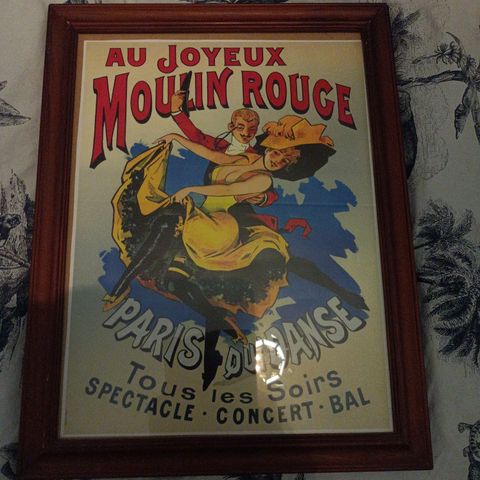 AU JOYEUX
MOULIN ROUGE
PARIS QUI DANSE
Tous les Soirs
SPECTACLE · CONCERT · BAL